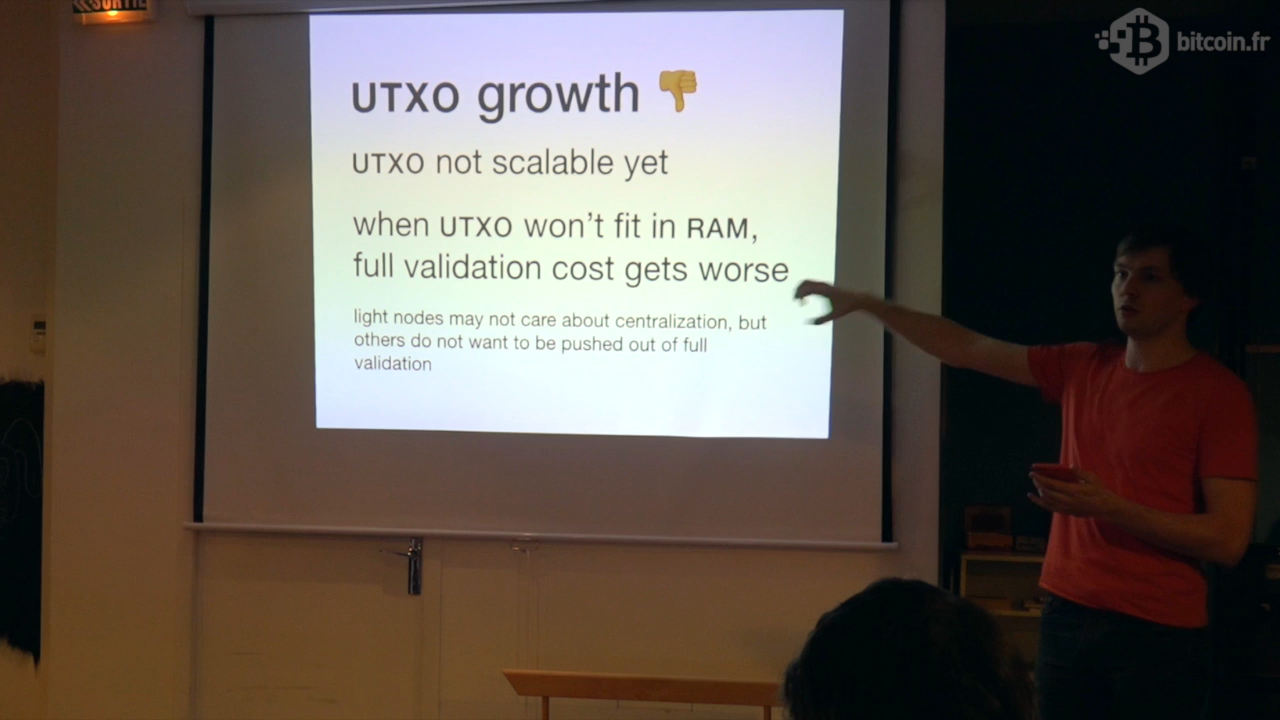 <<SORTIE
bitcoin.fr
UTXO growth 👎
UTXO not scalable yet
when UTXO won't fit in RAM,
full validation cost gets worse
light nodes may not care about centralization, but
others do not want to be pushed out of full
validation